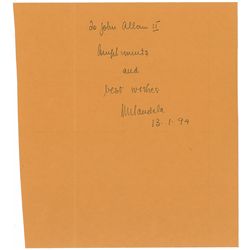 To John Allan II
Compliments
and
best wishes
NMandela
13.1.94